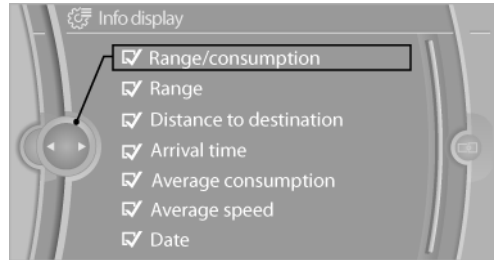 Info display
Range/consumption
Range
Distance to destination
Arrival time
Average consumption
Average speed
Date